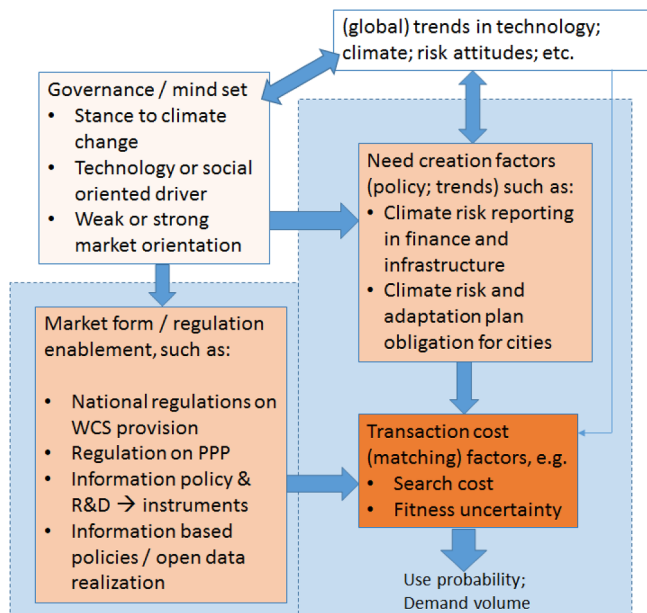 (global) trends in technology;
climate; risk attitudes; etc.
Governance / mind set
• Stance to climate
change
• Technology or social
oriented driver
• Weak or strong
market orientation
Need creation factors
(policy; trends) such as:
• Climate risk reporting
in finance and
infrastructure
• Climate risk and
adaptation plan
obligation for cities
Market form / regulation
enablement, such as:
• National regulations on
WCS provision
• Regulation on PPP
• Information policy &
R&D → instruments
• Information based
policies / open data
realization
Transaction cost
(matching) factors, e.g.
• Search cost
• Fitness uncertainty
Use probability;
Demand volume